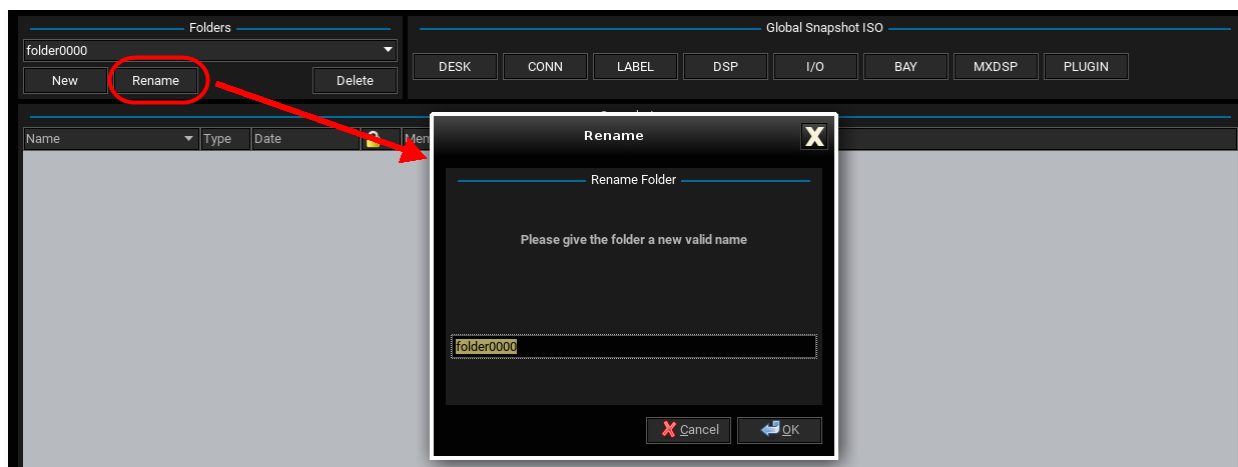 Folders
Global Snapshot ISO
folder0000
New
Rename
Delete
DESK
CONN
LABEL
DSP
I/O
BAY
MXDSP
PLUGIN
Name
Type
Date
Rename
X
Rename Folder
Please give the folder a new valid name
folder0000
Cancel
OK